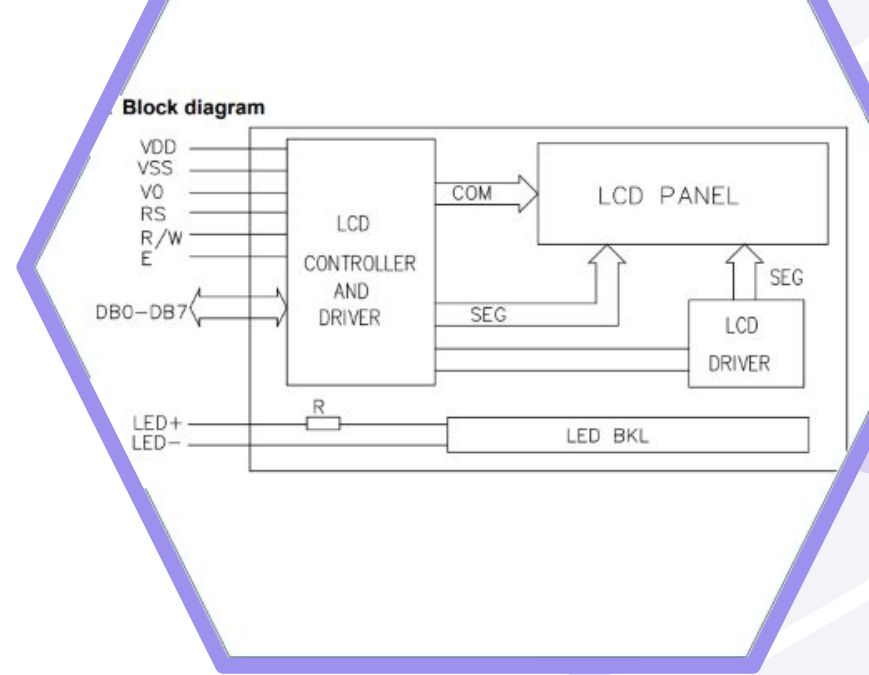 Block diagram
VDD
VSS
V0
RS
R/W
E
DB0-DB7
LCD
CONTROLLER
AND
DRIVER
COM
LCD PANEL
SEG
SEG
LCD
DRIVER
LED+
LED-
R
LED BKL